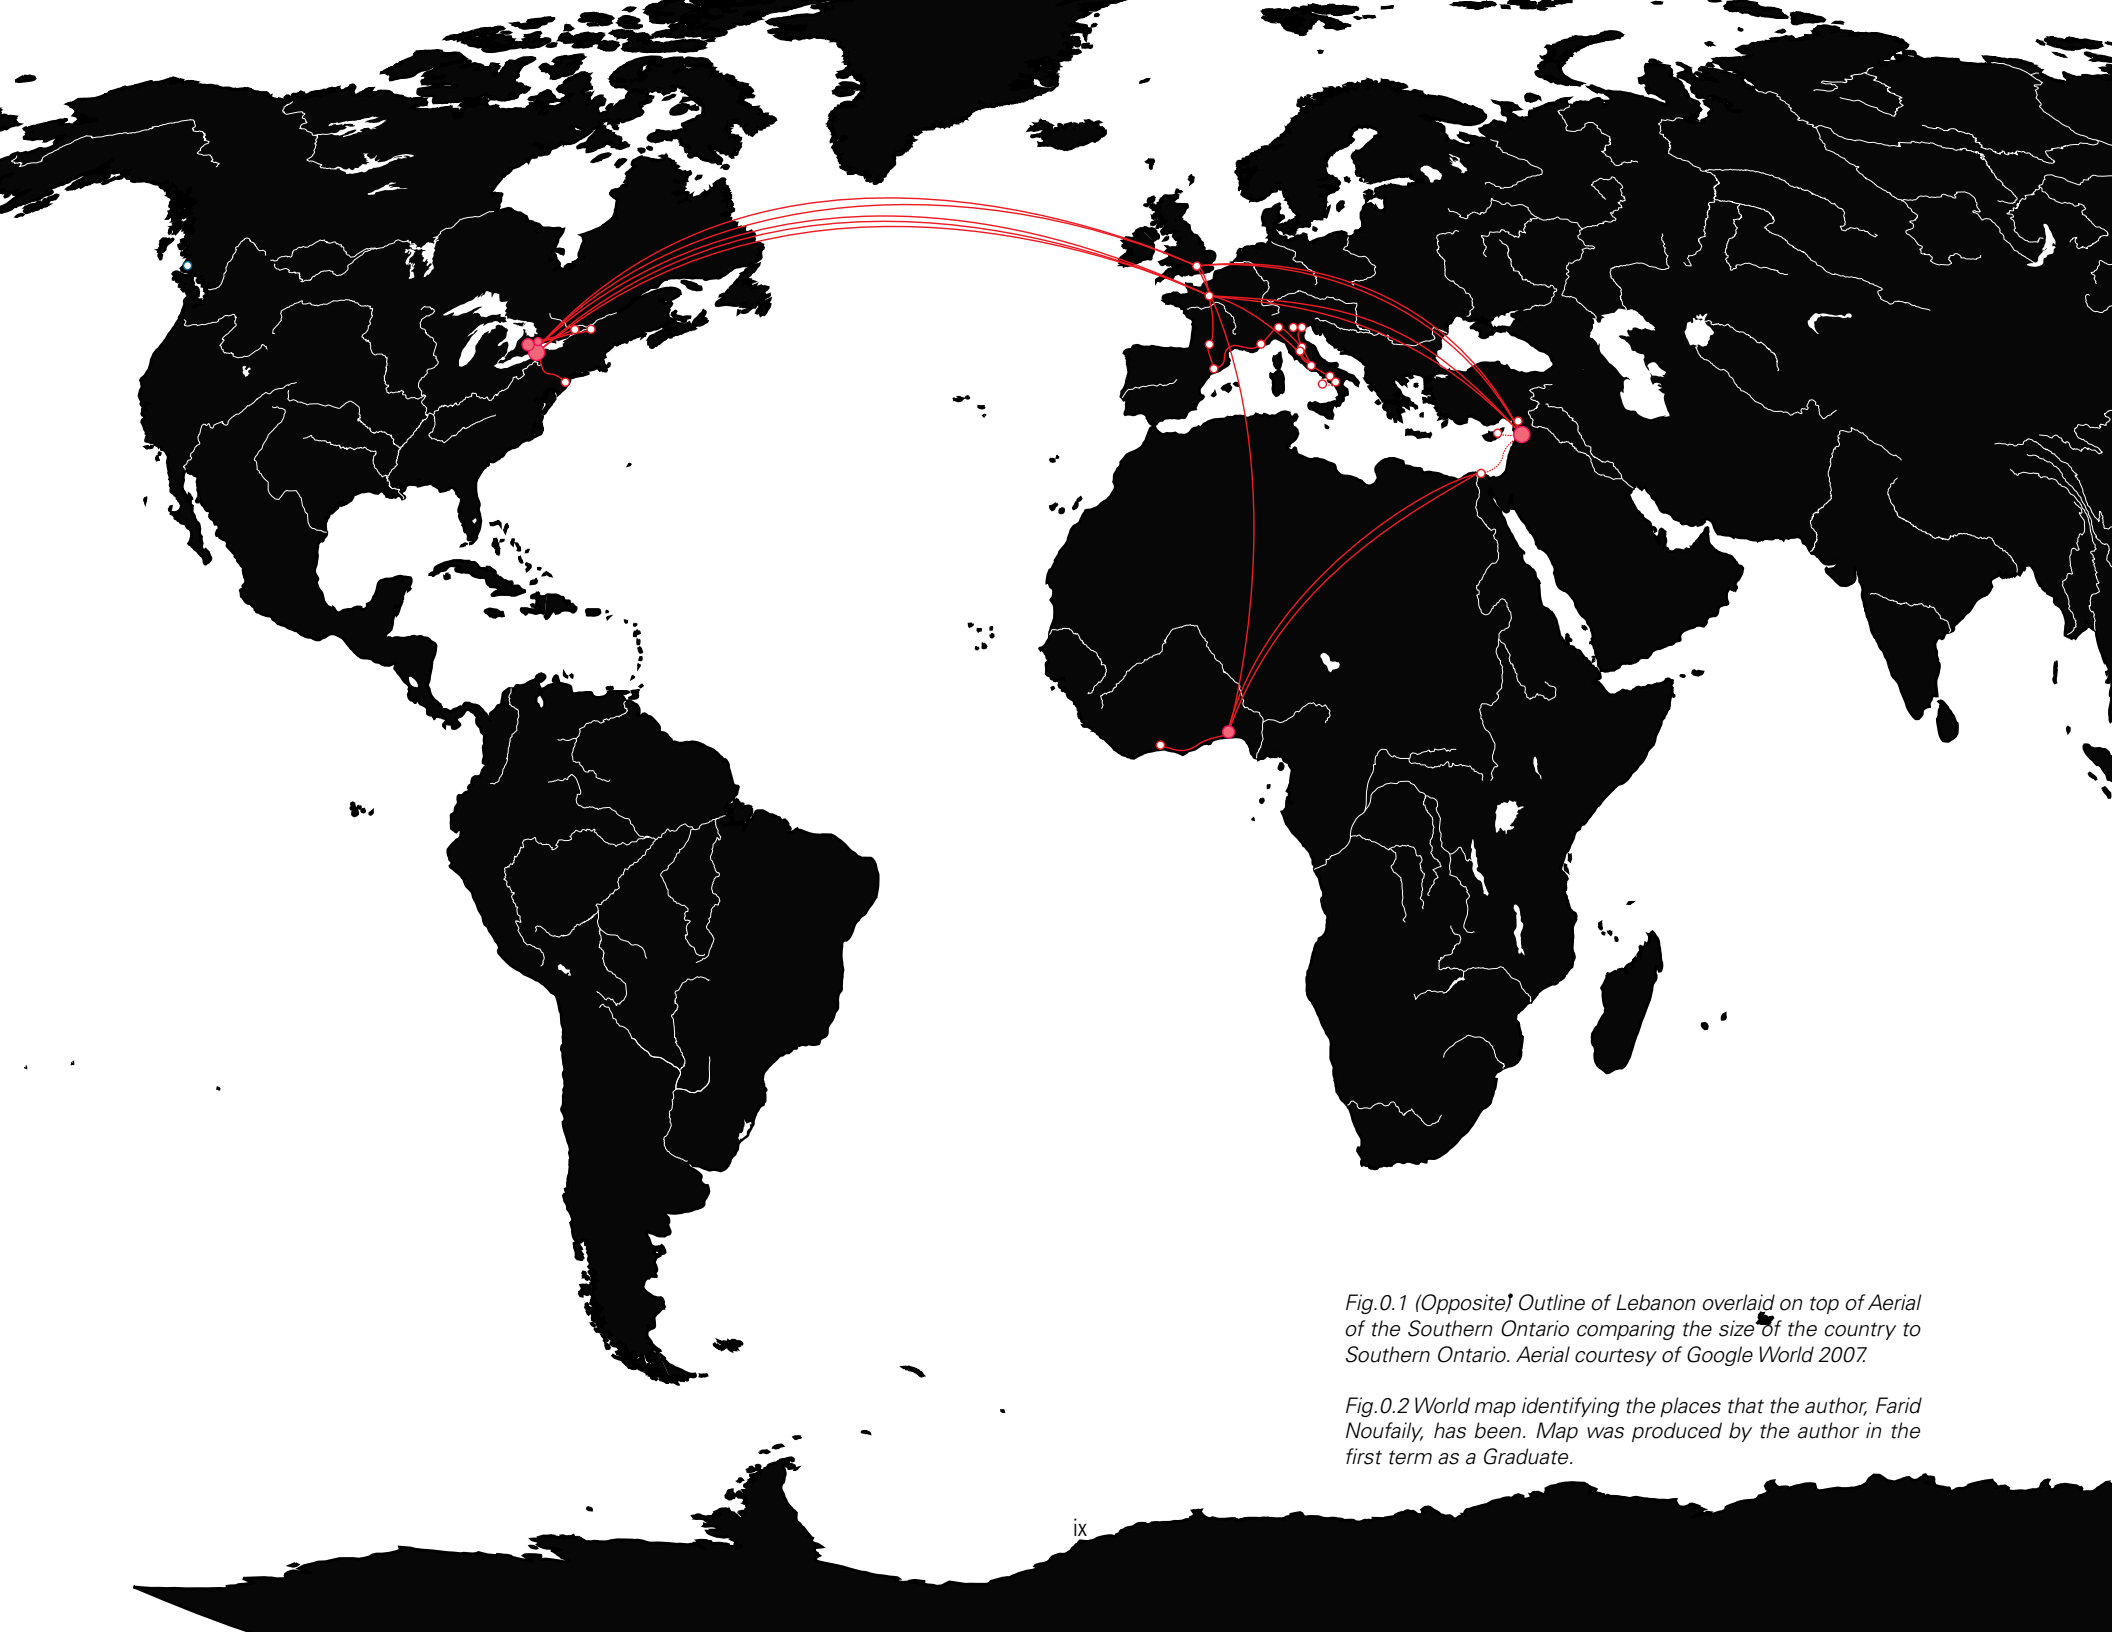 Fig.0.1 (Opposite) Outline of Lebanon overlaid on top of Aerial
of the Southern Ontario comparing the size of the country to
Southern Ontario. Aerial courtesy of Google World 2007.
Fig.0.2 World map identifying the places that the author, Farid
Noufaily, has been. Map was produced by the author in the
first term as a Graduate.
ix